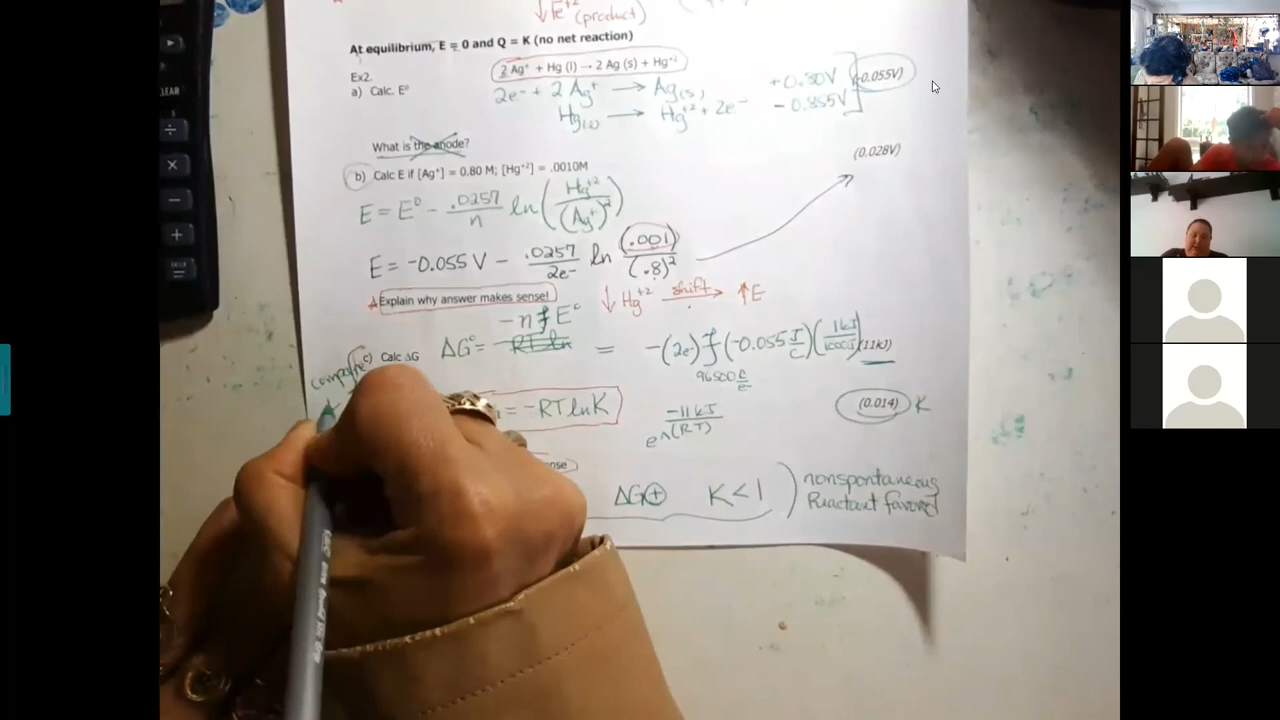 ↓ Fe⁺² (product)
At equilibrium, E = 0 and Q = K (no net reaction)
Ex2.
2 Ag⁺ + Hg (l) → 2 Ag (s) + Hg⁺²
a) Calc. E°
2e⁻ + 2 Ag⁺ → Ag(s) +0.80V
(-0.055V)
Hg(l) → Hg⁺² + 2e⁻ - 0.855V
What is the anode?
(0.028V)
b) Calc E if [Ag⁺] = 0.80 M; [Hg⁺²] = .0010M
E = E° - .0257/n ln(Hg⁺²/(Ag⁺)²)
E = -0.055 V - .0257/2e⁻ ln (.001)/(.8)²
Explain why answer makes sense!
↓ Hg⁺² shift → ↑E
c) Calc ΔG
ΔG° = -nƒE° = -(2e⁻)ƒ(-0.055 J/C)(1kJ/1000J) (11kJ)
96500 C/e⁻
= -RT lnK
e^ -11kJ/(RT)
(0.014) K
ΔG ⊕ K < 1 ) nonspontaneous
Reactant favored
LEAR